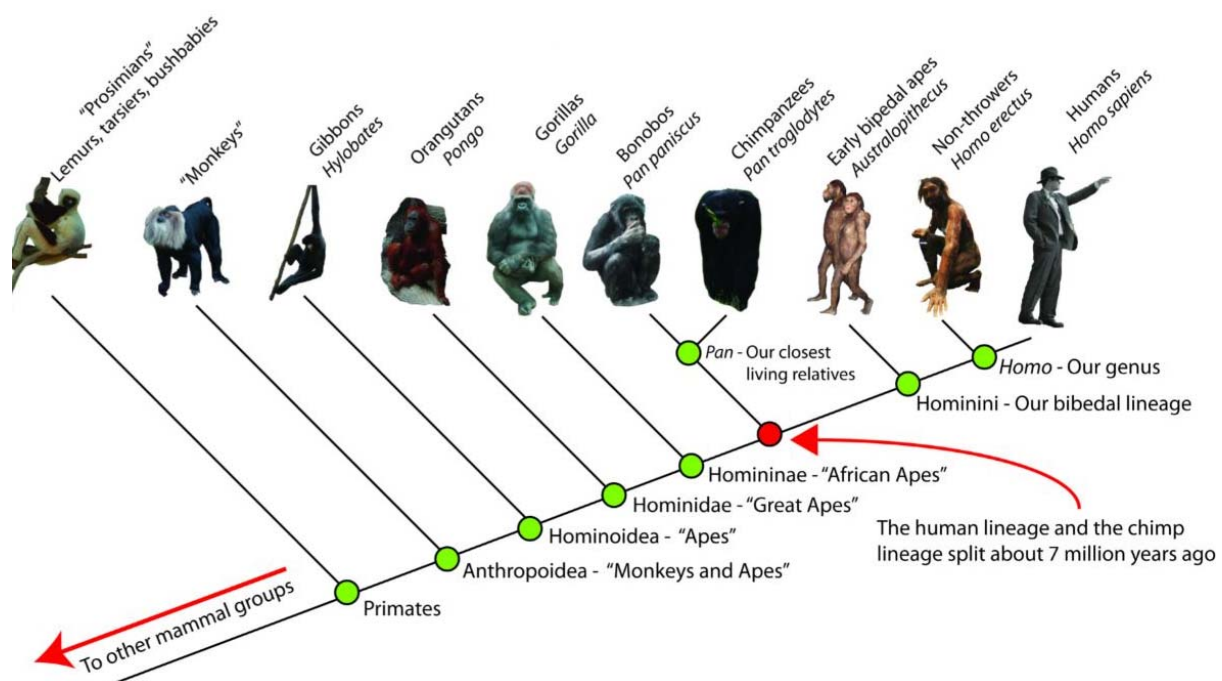 "Prosimians"
Lemurs, tarsiers, bushbabies
"Monkeys"
Gibbons
Hylobates
Orangutans
Pongo
Gorillas
Gorilla
Bonobos
Pan paniscus
Chimpanzees
Pan troglodytes
Early bipedal apes
Australopithecus
Non-throwers
Homo erectus
Humans
Homo sapiens
Pan - Our closest
living relatives
Homo - Our genus
Hominini - Our bibedal lineage
Homininae - "African Apes"
Hominidae - "Great Apes"
Hominoidea - "Apes"
Anthropoidea - "Monkeys and Apes"
Primates
The human lineage and the chimp
lineage split about 7 million years ago
To other mammal groups